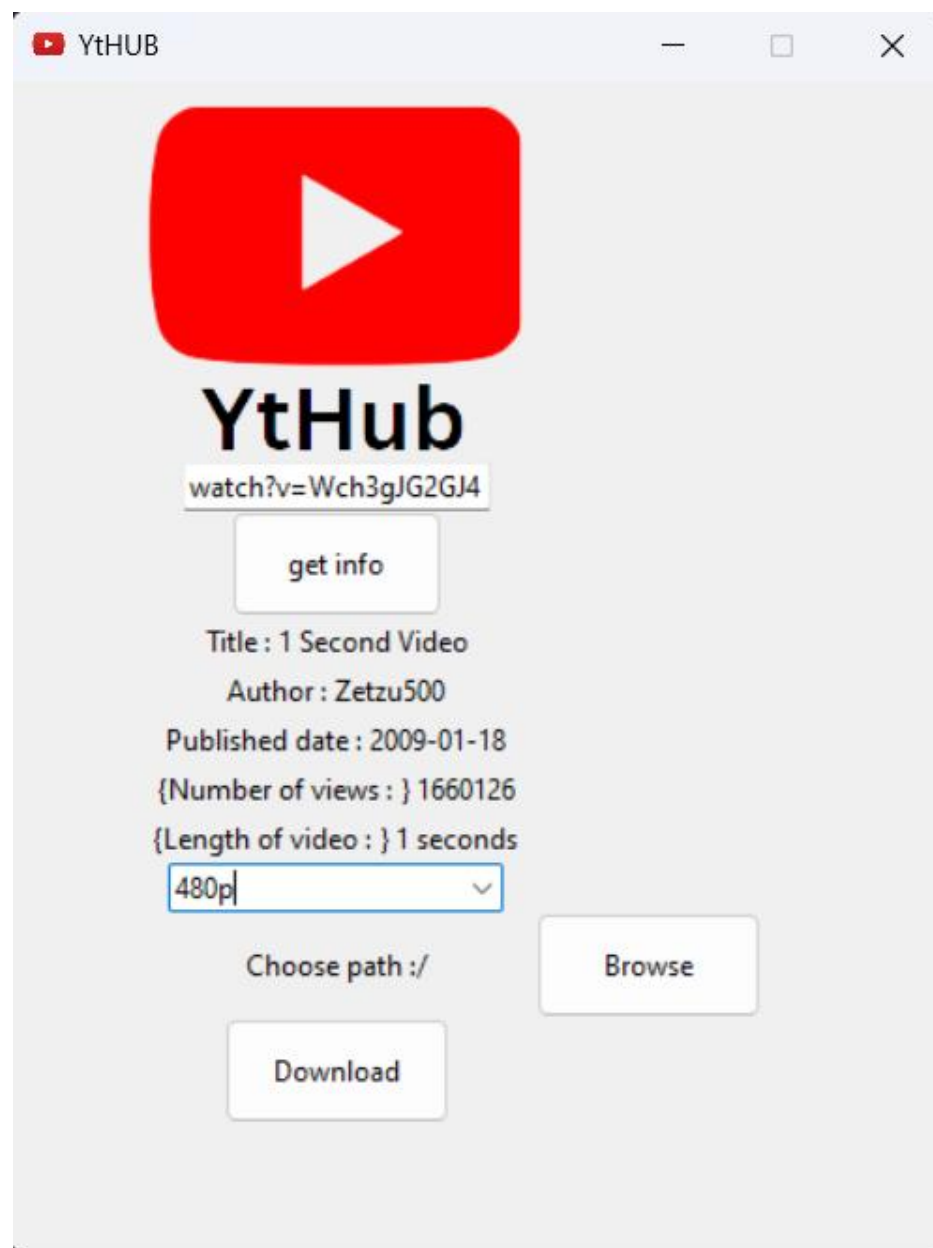 YtHUB
YtHub
watch?v=Wch3gJG2GJ4
get info
Title : 1 Second Video
Author : Zetzu500
Published date : 2009-01-18
{Number of views : } 1660126
{Length of video : } 1 seconds
480p
Choose path :/ Browse
Download